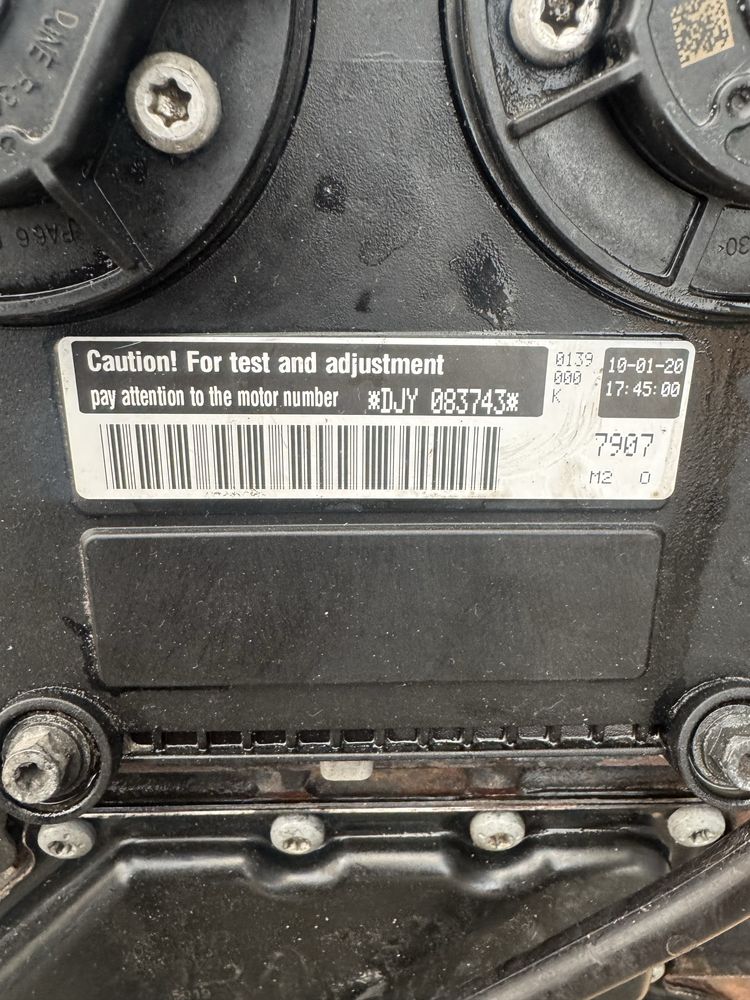 Caution! For test and adjustment
pay attention to the motor number *DJY 083743*
0139
000
K
10-01-20
17:45:00
7907
M2 0